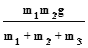 m₁m₂g
m₁ + m₂ + m₃